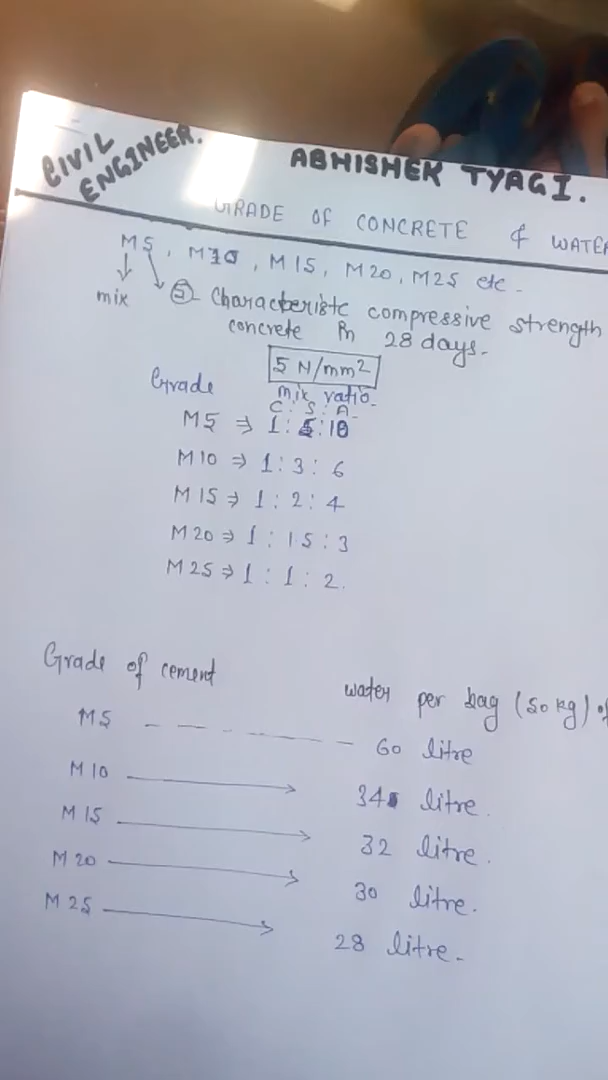 CIVIL ENGINEER.
ABHISHEK TYAGI.
GRADE OF CONCRETE & WATER
M5, M10, M15, M20, M25 etc -
mix
5 Characteristic compressive strength
concrete in 28 days.
5 N/mm2
Grade mix ratio.
C : S : A -
M5 ⇒ 1 : 5 : 10
M10 ⇒ 1 : 3 : 6
M15 ⇒ 1 : 2 : 4
M20 ⇒ 1 : 1.5 : 3
M25 ⇒ 1 : 1 : 2.
Grade of cement water per bag (50 kg) of
M5 - - - - - 60 litre
M10 → 34 litre.
M15 → 32 litre.
M20 → 30 litre.
M25 → 28 litre.